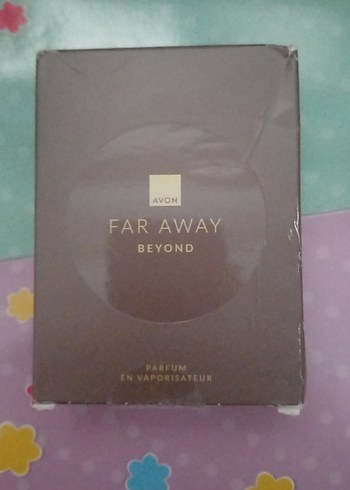 AVON
FAR AWAY
BEYOND
PARFUM
EN VAPORISATEUR